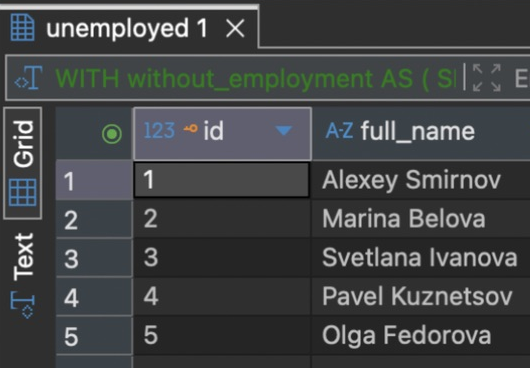 unemployed 1
WITH without_employment AS ( S
Grid
Text
123 id
A-Z full_name
1 1 Alexey Smirnov
2 2 Marina Belova
3 3 Svetlana Ivanova
4 4 Pavel Kuznetsov
5 5 Olga Fedorova